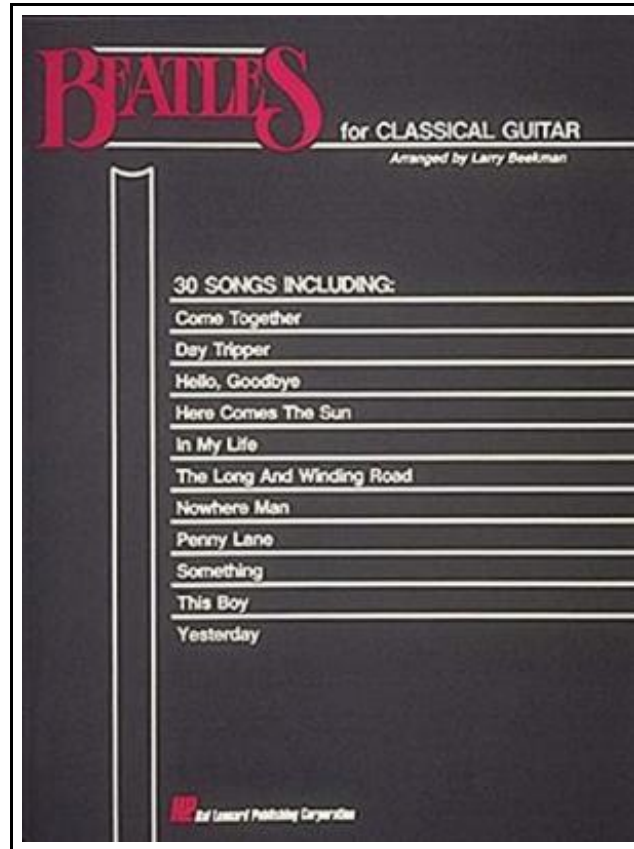 BEATLES
for CLASSICAL GUITAR
Arranged by Larry Beekman
30 SONGS INCLUDING:
Come Together
Day Tripper
Hello, Goodbye
Here Comes The Sun
In My Life
The Long And Winding Road
Nowhere Man
Penny Lane
Something
This Boy
Yesterday
Hal Leonard Publishing Corporation